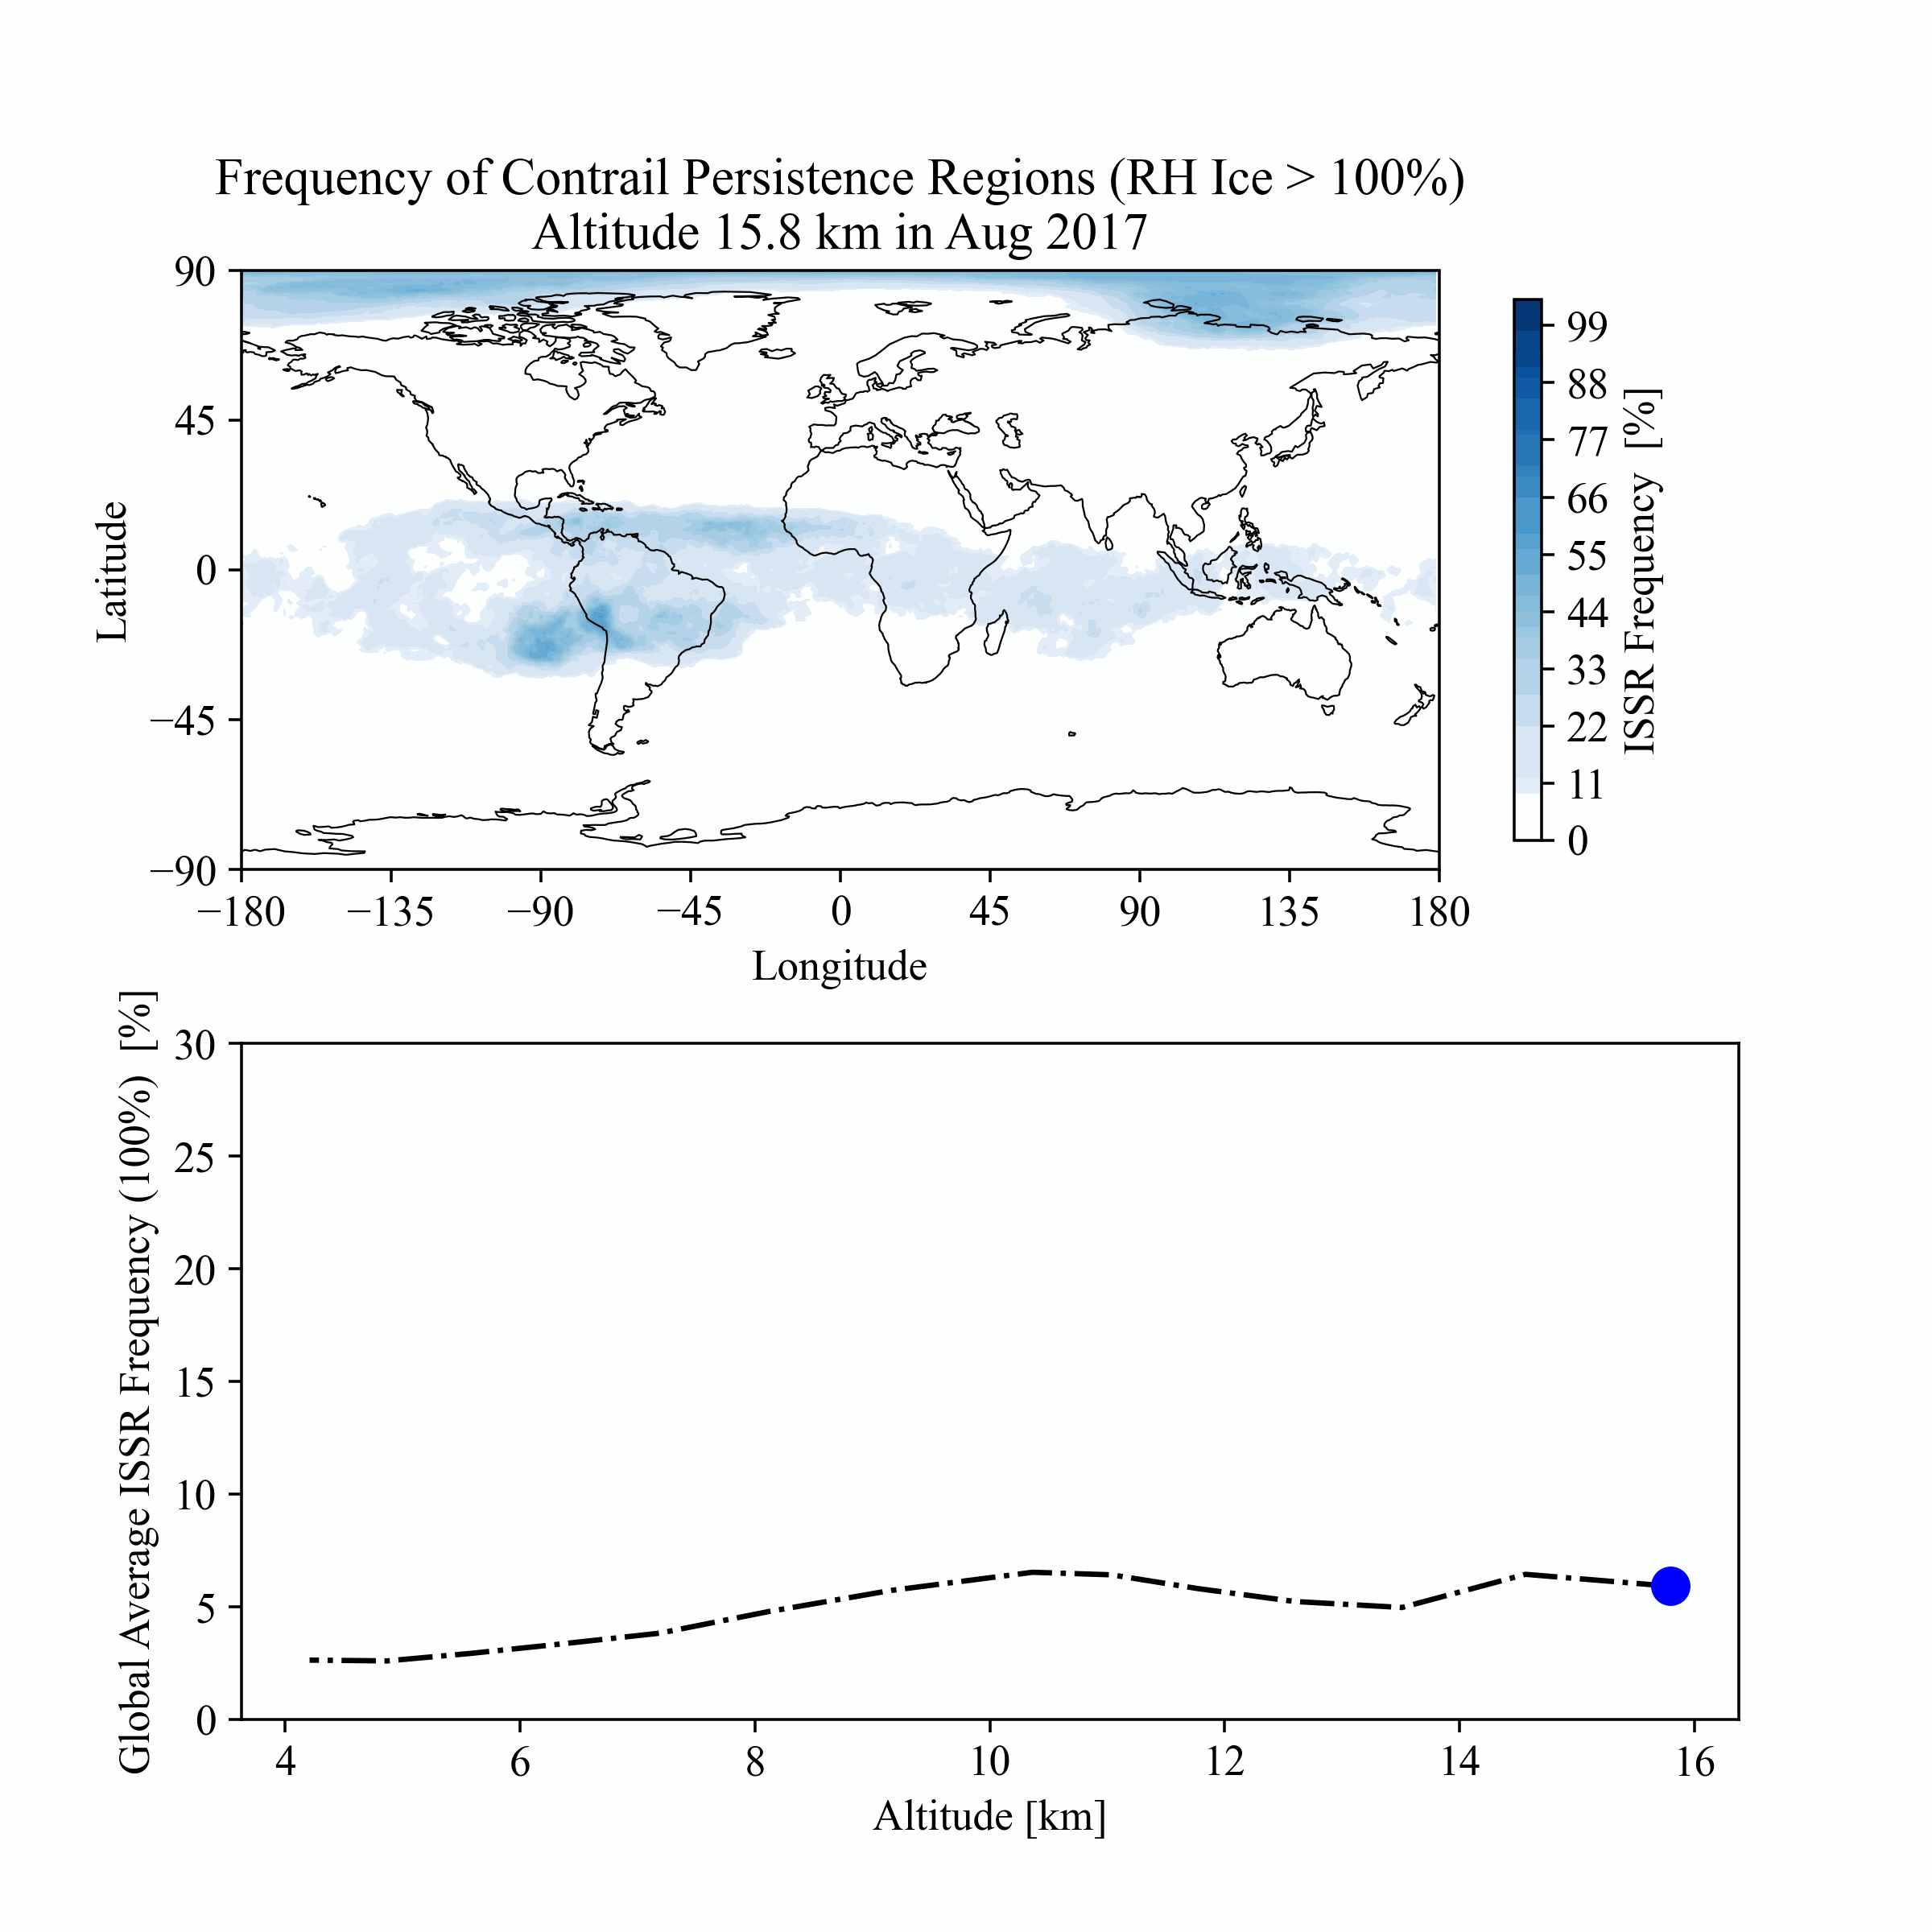 Frequency of Contrail Persistence Regions (RH Ice > 100%)
Altitude 15.8 km in Aug 2017
90
45
0
−45
−90
Latitude
−180 −135 −90 −45 0 45 90 135 180
Longitude
99
88
77
66
55
44
33
22
11
0
ISSR Frequency [%]
30
25
20
15
10
5
0
Global Average ISSR Frequency (100%) [%]
4 6 8 10 12 14 16
Altitude [km]